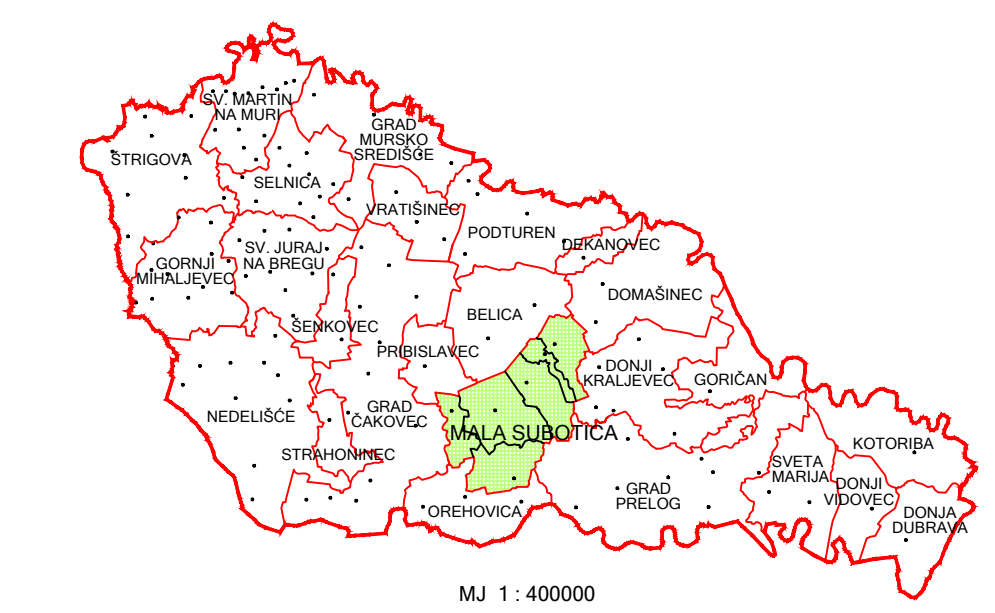 SV. MARTIN
NA MURI
GRAD
MURSKO
SREDIŠĆE
ŠTRIGOVA
SELNICA
VRATIŠINEC
PODTUREN
DEKANOVEC
SV. JURAJ
NA BREGU
GORNJI
MIHALJEVEC
DOMAŠINEC
BELICA
ŠENKOVEC
PRIBISLAVEC
DONJI
KRALJEVEC
GORIČAN
NEDELIŠĆE
GRAD
ČAKOVEC
MALA SUBOTICA
STRAHONINEC
KOTORIBA
SVETA
MARIJA
DONJI
VIDOVEC
GRAD
PRELOG
OREHOVICA
DONJA
DUBRAVA
MJ 1 : 400000